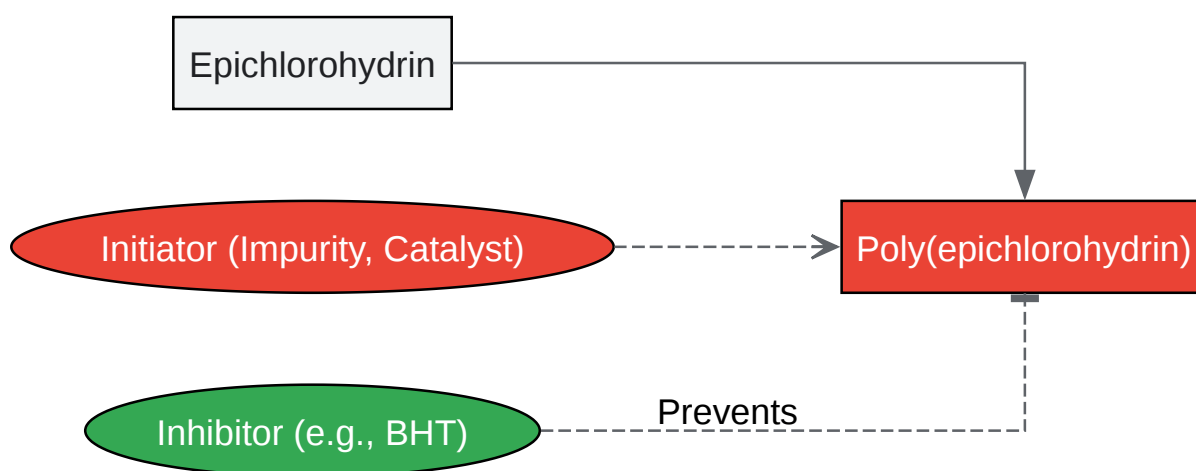 Epichlorohydrin
Initiator (Impurity, Catalyst)
Poly(epichlorohydrin)
Prevents
Inhibitor (e.g., BHT)